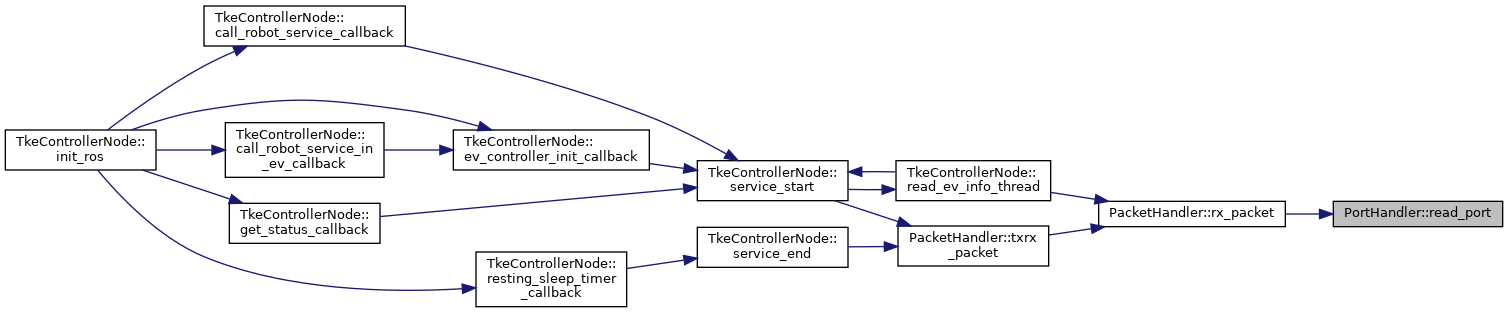 TkeControllerNode::
call_robot_service_callback
TkeControllerNode::
init_ros
TkeControllerNode::
call_robot_service_in
_ev_callback
TkeControllerNode::
ev_controller_init_callback
TkeControllerNode::
get_status_callback
TkeControllerNode::
resting_sleep_timer
_callback
TkeControllerNode::
service_start
TkeControllerNode::
service_end
TkeControllerNode::
read_ev_info_thread
PacketHandler::txrx
_packet
PacketHandler::rx_packet
PortHandler::read_port